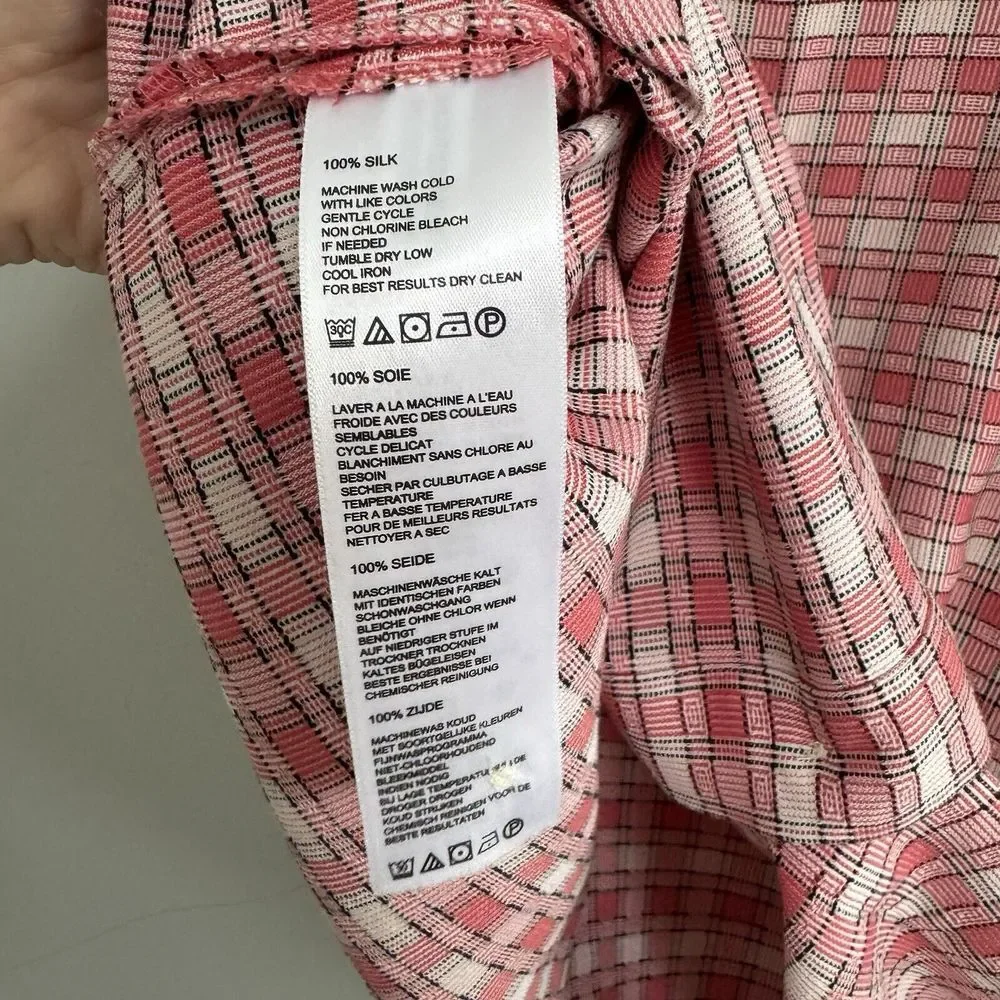 100% SILK
MACHINE WASH COLD
WITH LIKE COLORS
GENTLE CYCLE
NON CHLORINE BLEACH
IF NEEDED
TUMBLE DRY LOW
COOL IRON
FOR BEST RESULTS DRY CLEAN
30C P
100% SOIE
LAVER A LA MACHINE A L'EAU
FROIDE AVEC DES COULEURS
SEMBLABLES
CYCLE DELICAT
BLANCHIMENT SANS CHLORE AU
BESOIN
SECHER PAR CULBUTAGE A BASSE
TEMPERATURE
FER A BASSE TEMPERATURE
POUR DE MEILLEURS RESULTATS
NETTOYER A SEC
100% SEIDE
MASCHINENWÄSCHE KALT
MIT IDENTISCHEN FARBEN
SCHONWASCHGANG
BLEICHE OHNE CHLOR WENN
BENÖTIGT
AUF NIEDRIGER STUFE IM
TROCKNER TROCKNEN
KALTES BÜGELEISEN
BESTE ERGEBNISSE BEI
CHEMISCHER REINIGUNG
100% ZIJDE
MACHINEWAS KOUD
MET SOORTGELIJKE KLEUREN
FIJNWASPROGRAMMA
NIET-CHLOORHOUDEND
BLEEKMIDDEL
INDIEN NODIG
BIJ LAGE DE
DROGER DROGEN
KOUD STRIJKEN
CHEMISCH REINIGEN VOOR DE
BESTE RESULTATEN
P